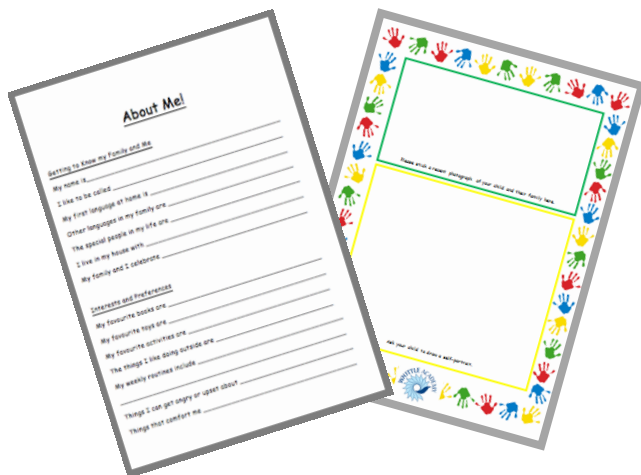 About Me!
Getting to Know my Family and Me
My name is
I like to be called
My first language at home is
Other languages in my family are
The special people in my life are
I live in my house with
My family and I celebrate
Interests and Preferences
My favourite books are
My favourite toys are
My favourite activities are
The things I like doing outside are
My weekly routines include
Things I can get angry or upset about
Things that comfort me
Please stick a recent photograph of your child and their family here.
Ask your child to draw a self-portrait.